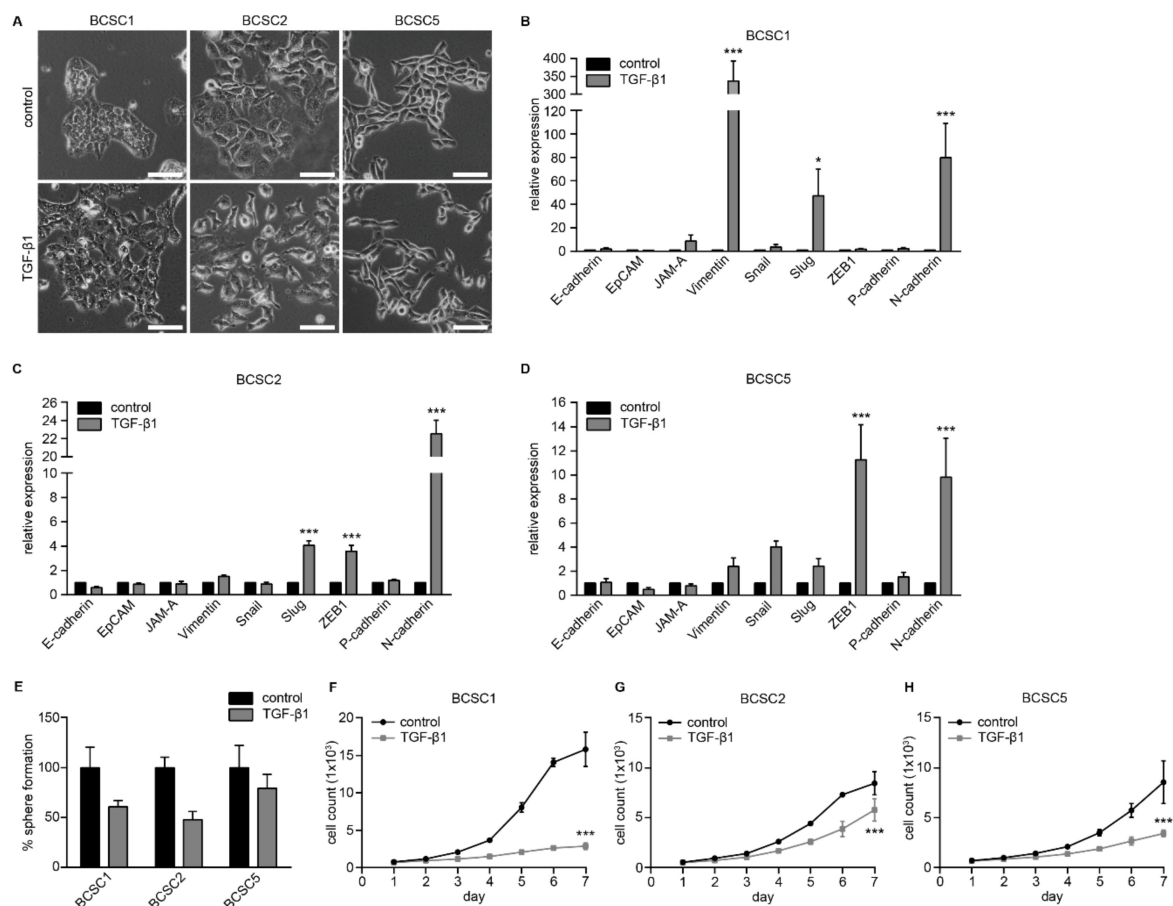 A
BCSC1
BCSC2
BCSC5
control
TGF-β1
B
BCSC1
control
TGF-β1
relative expression
400
350
300
250
200
150
120
100
80
60
40
20
0
***
*
***
E-cadherin
EpCAM
JAM-A
Vimentin
Snail
Slug
ZEB1
P-cadherin
N-cadherin
C
BCSC2
control
TGF-β1
relative expression
26
24
22
20
10
8
6
4
2
0
***
***
***
E-cadherin
EpCAM
JAM-A
Vimentin
Snail
Slug
ZEB1
P-cadherin
N-cadherin
D
BCSC5
control
TGF-β1
relative expression
16
14
12
10
8
6
4
2
0
***
***
E-cadherin
EpCAM
JAM-A
Vimentin
Snail
Slug
ZEB1
P-cadherin
N-cadherin
E
control
TGF-β1
% sphere formation
150
100
50
0
BCSC1
BCSC2
BCSC5
F
BCSC1
control
TGF-β1
cell count (1x10³)
20
15
10
5
0
***
0 1 2 3 4 5 6 7
day
G
BCSC2
control
TGF-β1
cell count (1x10³)
15
10
5
0
***
0 1 2 3 4 5 6 7
day
H
BCSC5
control
TGF-β1
cell count (1x10³)
15
10
5
0
***
0 1 2 3 4 5 6 7
day